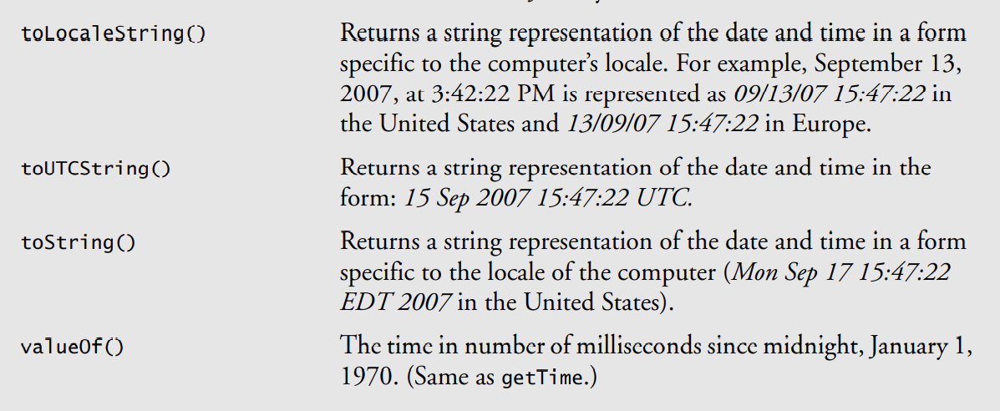 toLocaleString() Returns a string representation of the date and time in a form
specific to the computer’s locale. For example, September 13,
2007, at 3:42:22 PM is represented as 09/13/07 15:47:22 in
the United States and 13/09/07 15:47:22 in Europe.
toUTCString() Returns a string representation of the date and time in the
form: 15 Sep 2007 15:47:22 UTC.
toString() Returns a string representation of the date and time in a form
specific to the locale of the computer (Mon Sep 17 15:47:22
EDT 2007 in the United States).
valueOf() The time in number of milliseconds since midnight, January 1,
1970. (Same as getTime.)